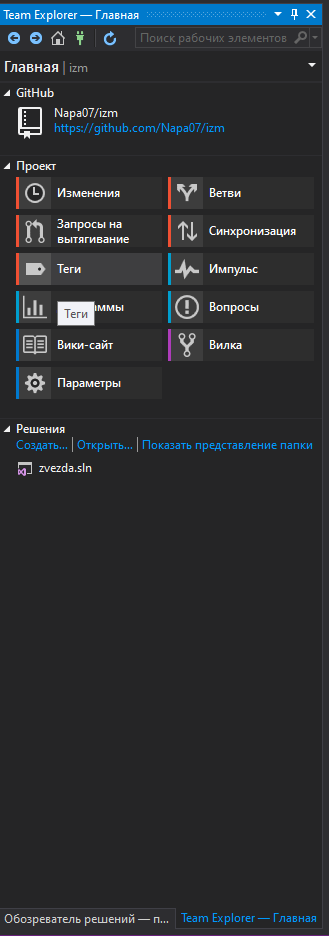 Team Explorer — Главная
Поиск рабочих элементов
Главная | izm
GitHub
Napa07/izm
https://github.com/Napa07/izm
Проект
Изменения
Ветви
Запросы на
вытягивание
Синхронизация
Теги
Импульс
Теги
Вопросы
Вики-сайт
Вилка
Параметры
Решения
Создать... | Открыть... | Показать представление папки
zvezda.sln
Обозреватель решений — п...
Team Explorer — Главная